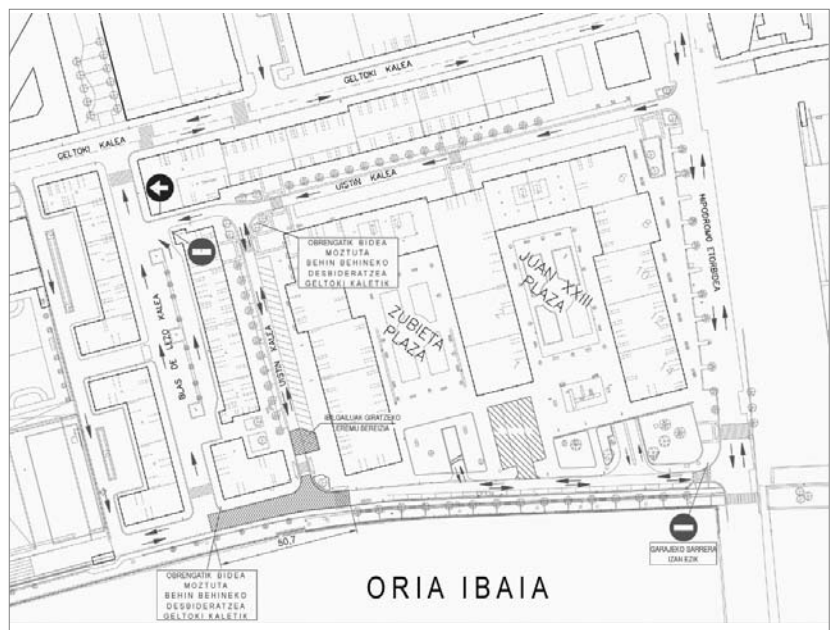 GELTOKI KALEA
GELTOKI KALEA
UISTIN KALEA
HIPODROMO ETORBIDEA
OBRENGATIK BIDEA
MOZTUTA
BEHIN BEHINEKO
DESBIDERATZEA
GELTOKI KALETIK
JUAN XXIII
PLAZA
ZUBIETA
PLAZA
BLAS DE LEZO KALEA
UISTIN KALEA
IBILGAILUAK GIRATZEKO
EREMU BEREIZIA
50,7
GARAJEKO SARRERA
IZAN EZIK
OBRENGATIK BIDEA
MOZTUTA
BEHIN BEHINEKO
DESBIDERATZEA
GELTOKI KALETIK
ORIA IBAIA